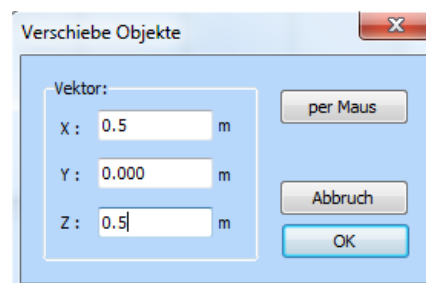 Verschiebe Objekte
Vektor:
X : 0.5 m
Y : 0.000 m
Z : 0.5 m
per Maus
Abbruch
OK